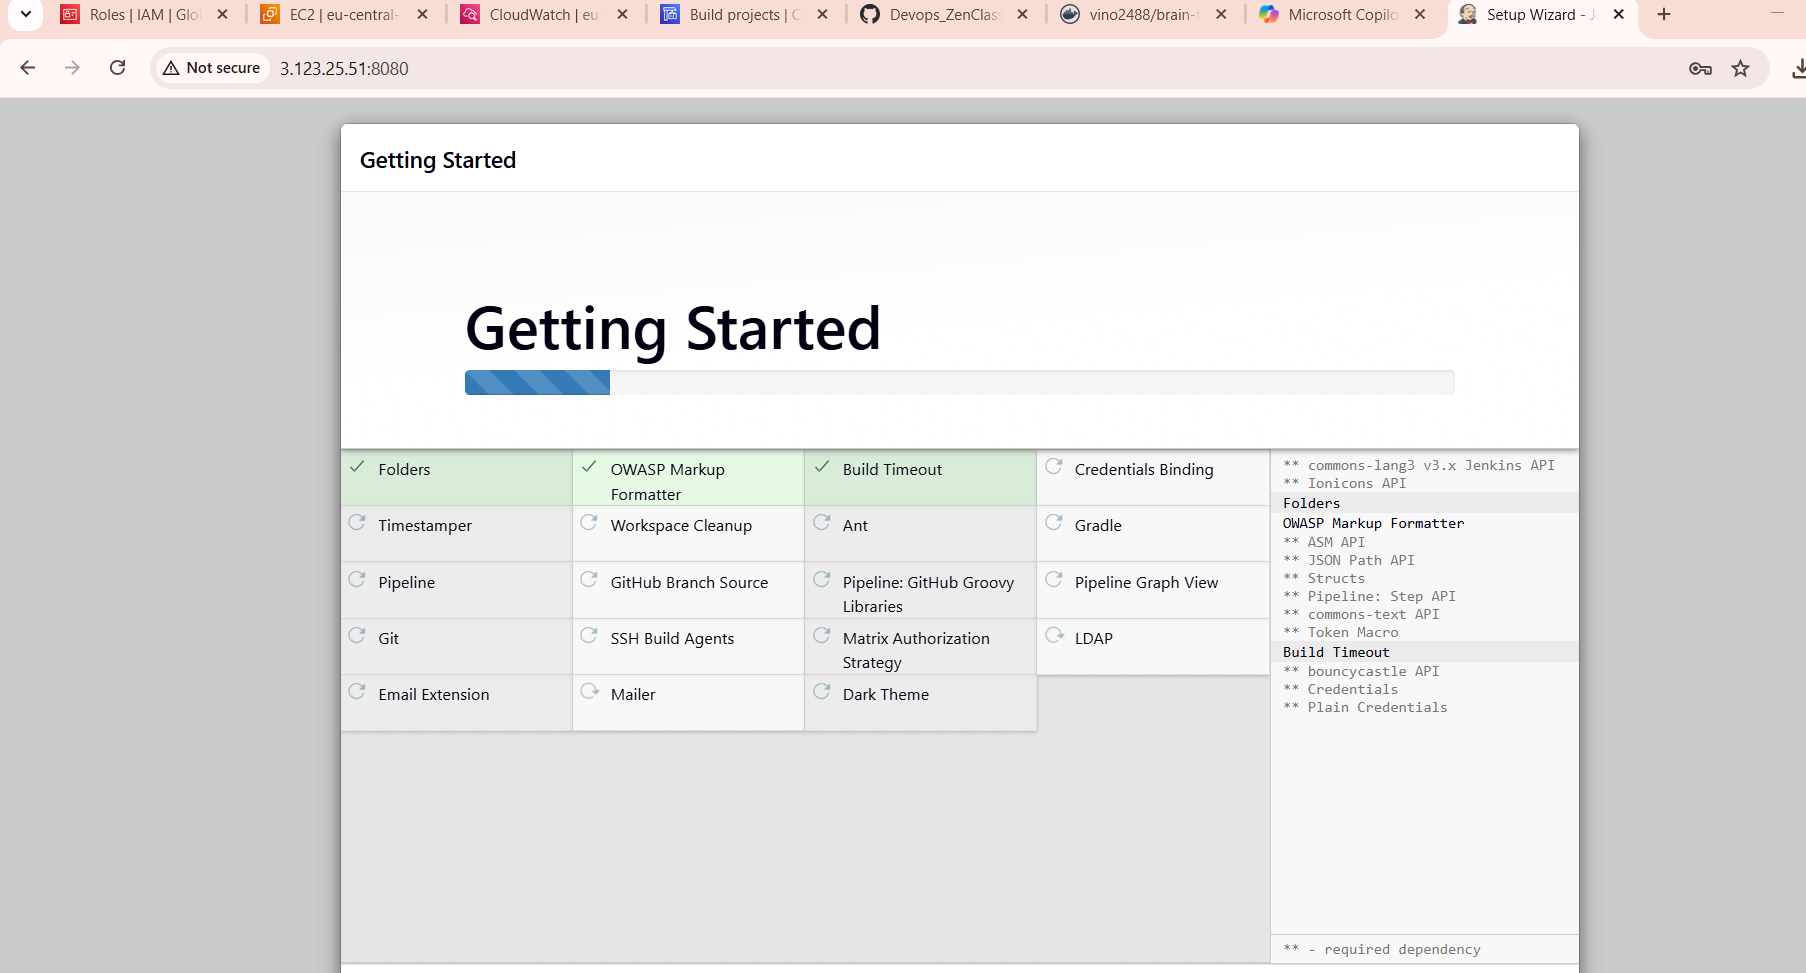 Roles | IAM | Glo
EC2 | eu-central-
CloudWatch | eu-
Build projects | C
Devops_ZenClass
vino2488/brain-
Microsoft Copilo
Setup Wizard - Je
Not secure
3.123.25.51:8080
Getting Started
Getting Started
Folders
OWASP Markup
Formatter
Build Timeout
Credentials Binding
Timestamper
Workspace Cleanup
Ant
Gradle
Pipeline
GitHub Branch Source
Pipeline: GitHub Groovy
Libraries
Pipeline Graph View
Git
SSH Build Agents
Matrix Authorization
Strategy
LDAP
Email Extension
Mailer
Dark Theme
** commons-lang3 v3.x Jenkins API
** Ionicons API
Folders
OWASP Markup Formatter
** ASM API
** JSON Path API
** Structs
** Pipeline: Step API
** commons-text API
** Token Macro
Build Timeout
** bouncycastle API
** Credentials
** Plain Credentials
** - required dependency